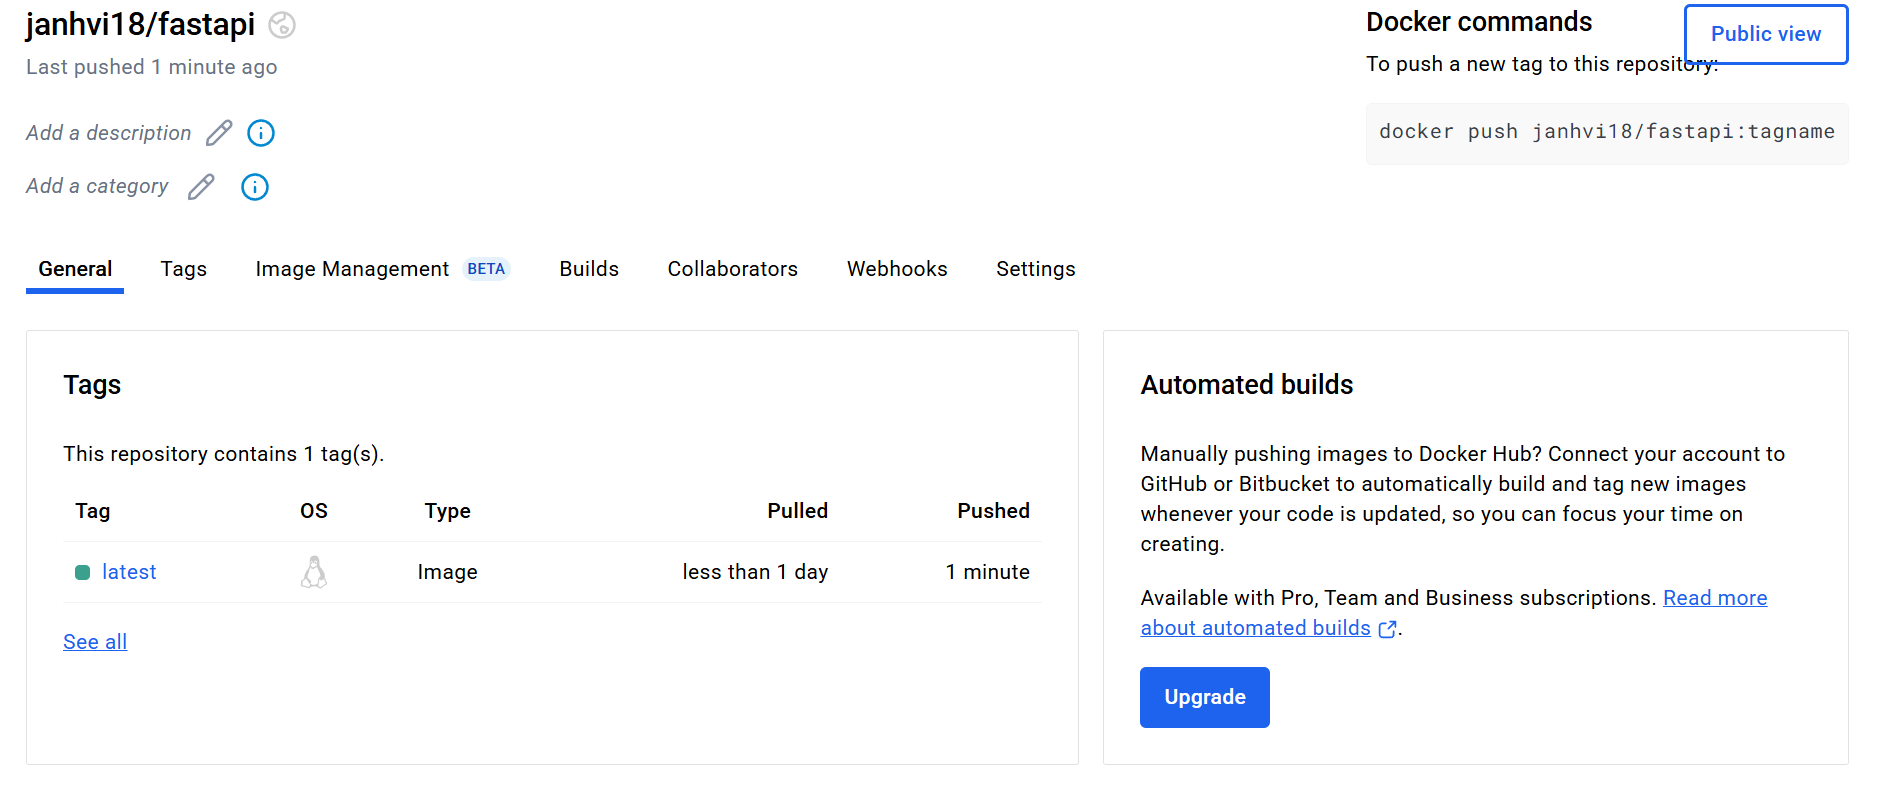 janhvi18/fastapi
Last pushed 1 minute ago
Add a description
Add a category
Docker commands
Public view
To push a new tag to this repository:
docker push janhvi18/fastapi:tagname
General Tags Image Management BETA Builds Collaborators Webhooks Settings
Tags
This repository contains 1 tag(s).
Tag OS Type Pulled Pushed
latest Image less than 1 day 1 minute
See all
Automated builds
Manually pushing images to Docker Hub? Connect your account to
GitHub or Bitbucket to automatically build and tag new images
whenever your code is updated, so you can focus your time on
creating.
Available with Pro, Team and Business subscriptions. Read more
about automated builds .
Upgrade